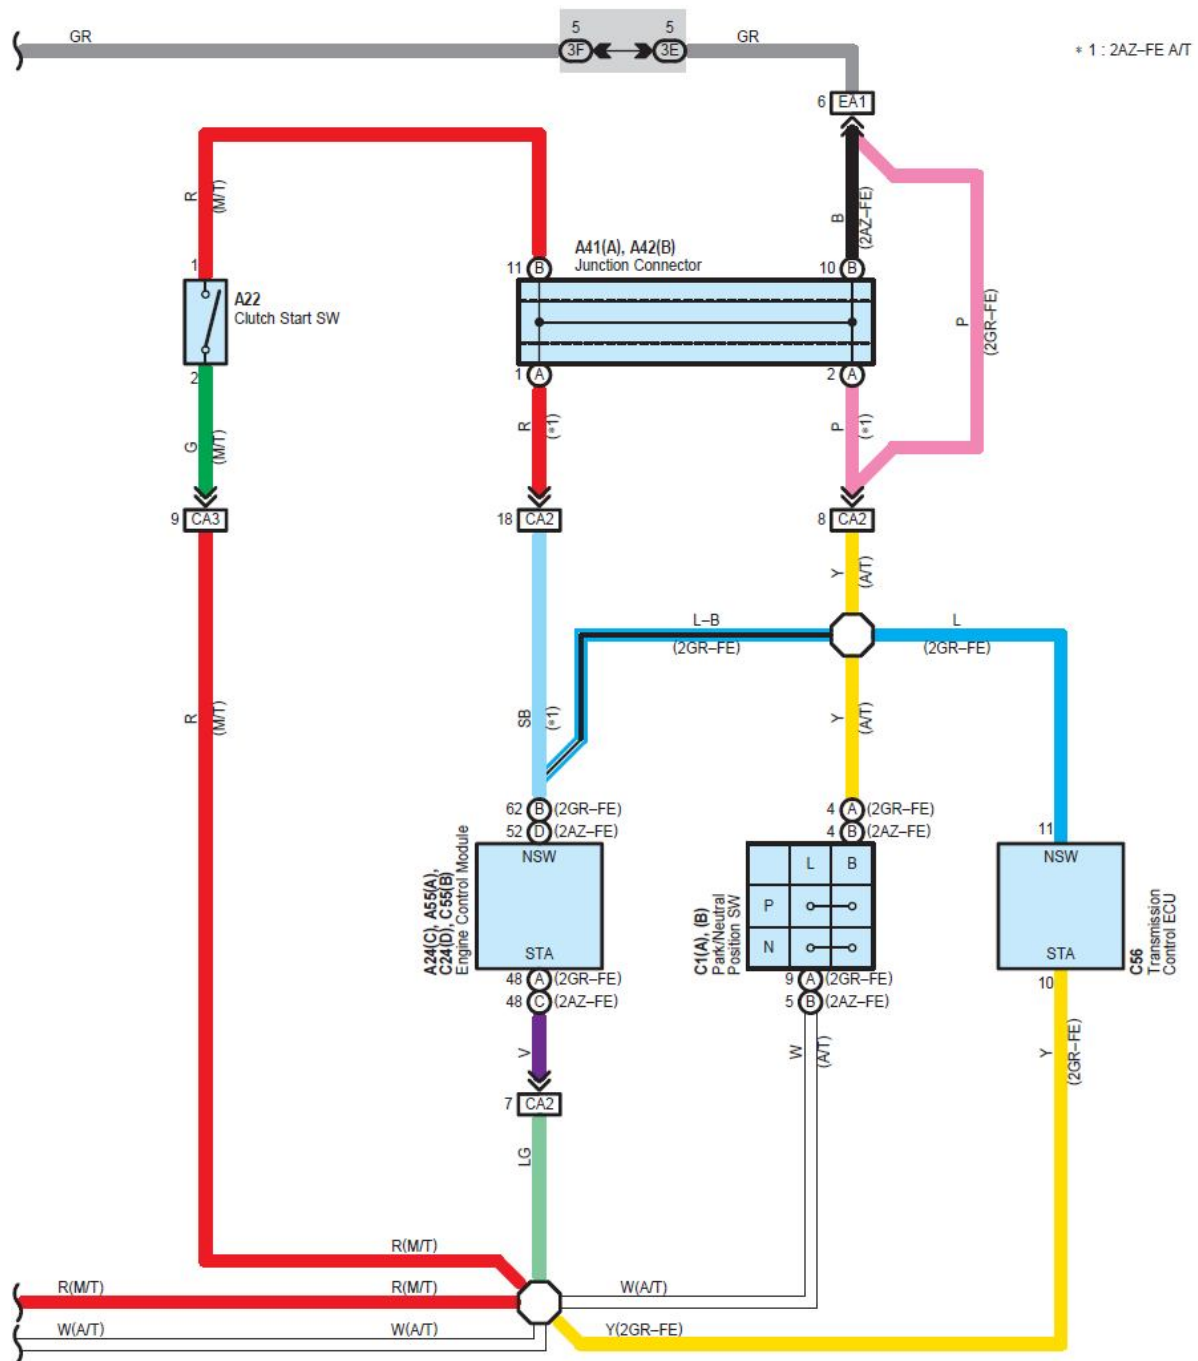 GR
5
5
3F
3E
GR
* 1 : 2AZ–FE A/T
6
EA1
R
(M/T)
B
(2AZ–FE)
A41(A), A42(B)
Junction Connector
11
B
10
B
1
A22
Clutch Start SW
P
(2GR–FE)
2
1
A
2
A
G
(M/T)
R
(*1)
P
(*1)
9
CA3
18
CA2
8
CA2
Y
(A/T)
L–B
(2GR–FE)
L
(2GR–FE)
R
(M/T)
SB
(*1)
Y
(A/T)
62
B
(2GR–FE)
52
D
(2AZ–FE)
4
A
(2GR–FE)
4
B
(2AZ–FE)
11
A24(C), A55(A),
C24(D), C55(B)
Engine Control Module
NSW
STA
C1(A), (B)
Park/Neutral
Position SW
L
B
P
N
NSW
STA
C56
Transmission
Control ECU
48
A
(2GR–FE)
48
C
(2AZ–FE)
9
A
(2GR–FE)
5
B
(2AZ–FE)
10
V
W
(A/T)
Y
(2GR–FE)
7
CA2
LG
R(M/T)
R(M/T)
R(M/T)
W(A/T)
W(A/T)
W(A/T)
Y(2GR–FE)